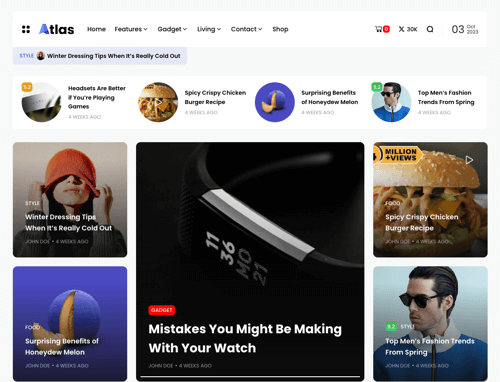 Atlas
Home Features Gadget Living Contact Shop
0
30K
03 Oct
2023
STYLE Winter Dressing Tips When It's Really Cold Out
5.2
Headsets Are Better
if You're Playing
Games
4 WEEKS AGO
Spicy Crispy Chicken
Burger Recipe
4 WEEKS AGO
Surprising Benefits
of Honeydew Melon
4 WEEKS AGO
Top Men's Fashion
Trends From Spring
4 WEEKS AGO
STYLE
Winter Dressing Tips
When It's Really Cold Out
JOHN DOE • 4 WEEKS AGO
FOOD
Surprising Benefits of
Honeydew Melon
JOHN DOE • 4 WEEKS AGO
11
36
MO
21
GADGET
Mistakes You Might Be Making
With Your Watch
JOHN DOE • 4 WEEKS AGO
MILLION
+VIEWS
FOOD
Spicy Crispy Chicken
Burger Recipe
JOHN DOE • 4 WEEKS AGO
STYLE
Top Men's Fashion Trends
From Spring
JOHN DOE • 4 WEEKS AGO